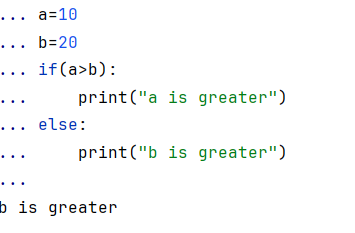 ... a=10
... b=20
... if(a>b):
...     print("a is greater")
... else:
...     print("b is greater")
...
b is greater